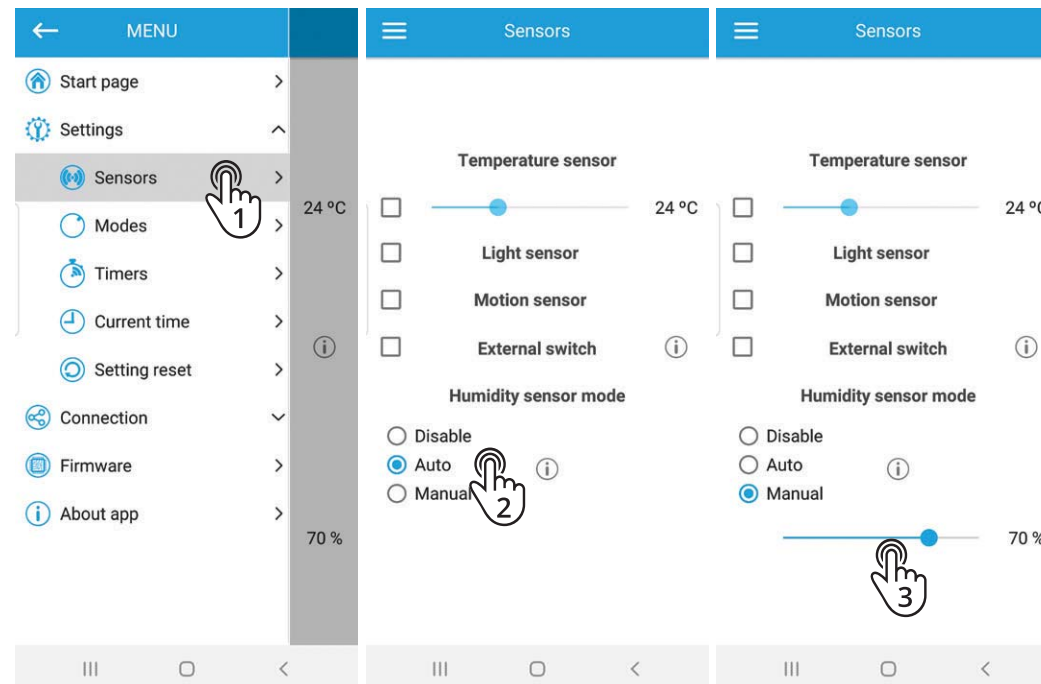 MENU
Start page
Settings
Sensors
1
24 ºC
Modes
Timers
Current time
Setting reset
Connection
Firmware
About app
70 %
Sensors
Temperature sensor
24 ºC
Light sensor
Motion sensor
External switch
Humidity sensor mode
Disable
Auto
Manual
2
Sensors
Temperature sensor
24 º
Light sensor
Motion sensor
External switch
Humidity sensor mode
Disable
Auto
Manual
70 %
3